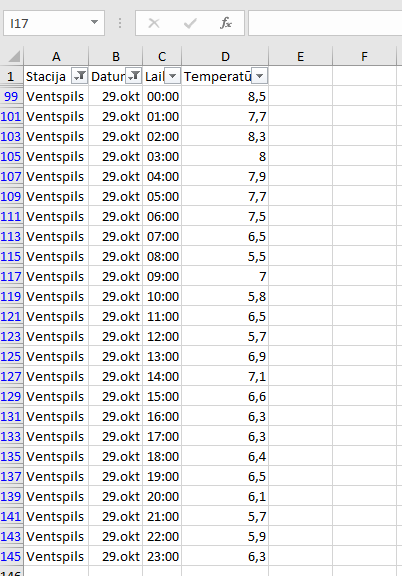 I17 fx
A B C D E F
1 Stacija Datum Laik Temperatū
99 Ventspils 29.okt 00:00 8,5
101 Ventspils 29.okt 01:00 7,7
103 Ventspils 29.okt 02:00 8,3
105 Ventspils 29.okt 03:00 8
107 Ventspils 29.okt 04:00 7,9
109 Ventspils 29.okt 05:00 7,7
111 Ventspils 29.okt 06:00 7,5
113 Ventspils 29.okt 07:00 6,5
115 Ventspils 29.okt 08:00 5,5
117 Ventspils 29.okt 09:00 7
119 Ventspils 29.okt 10:00 5,8
121 Ventspils 29.okt 11:00 6,5
123 Ventspils 29.okt 12:00 5,7
125 Ventspils 29.okt 13:00 6,9
127 Ventspils 29.okt 14:00 7,1
129 Ventspils 29.okt 15:00 6,6
131 Ventspils 29.okt 16:00 6,3
133 Ventspils 29.okt 17:00 6,3
135 Ventspils 29.okt 18:00 6,4
137 Ventspils 29.okt 19:00 6,5
139 Ventspils 29.okt 20:00 6,1
141 Ventspils 29.okt 21:00 5,7
143 Ventspils 29.okt 22:00 5,9
145 Ventspils 29.okt 23:00 6,3
146